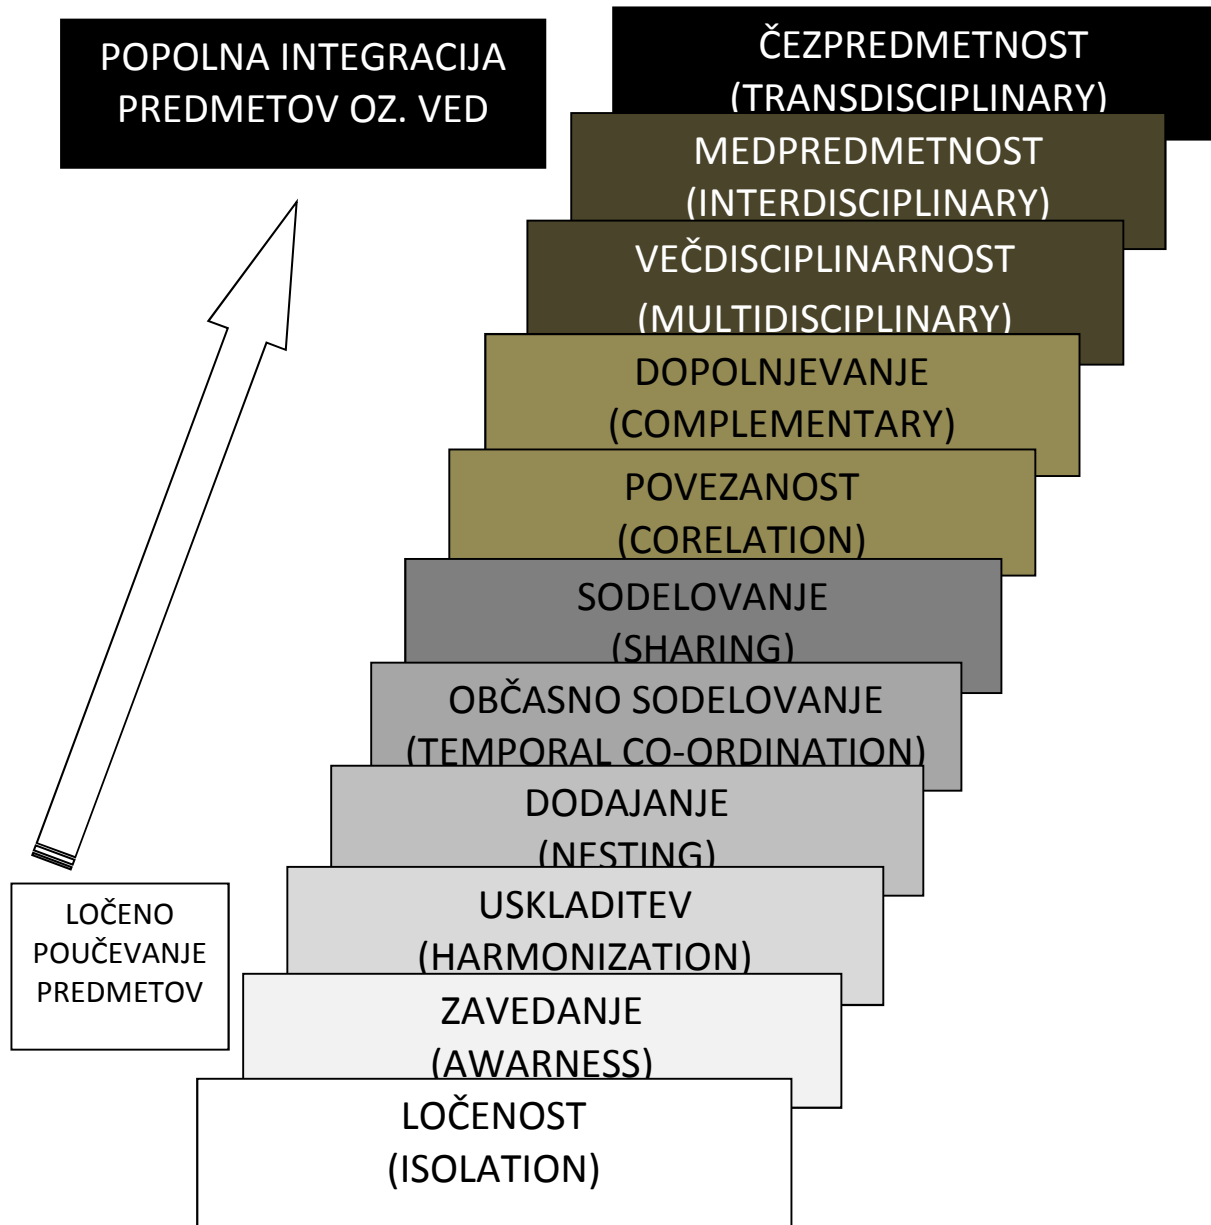 POPOLNA INTEGRACIJA
PREDMETOV OZ. VED
ČEZPREDMETNOST
(TRANSDISCIPLINARY)
MEDPREDMETNOST
(INTERDISCIPLINARY)
VEČDISCIPLINARNOST
(MULTIDISCIPLINARY)
DOPOLNJEVANJE
(COMPLEMENTARY)
POVEZANOST
(CORELATION)
SODELOVANJE
(SHARING)
OBČASNO SODELOVANJE
(TEMPORAL CO-ORDINATION)
DODAJANJE
(NESTING)
USKLADITEV
(HARMONIZATION)
ZAVEDANJE
(AWARNESS)
LOČENOST
(ISOLATION)
LOČENO
POUČEVANJE
PREDMETOV